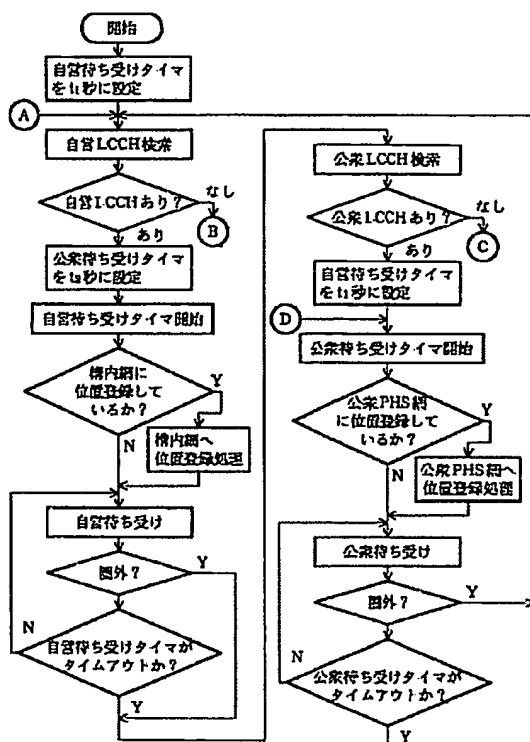 開始
自営待ち受けタイマ
をt₁秒に設定
A
自営LCCH検索
自営LCCHあり?
なし
B
あり
公衆待ち受けタイマ
をt₂秒に設定
自営待ち受けタイマ開始
構内網に
位置登録して
いるか?
Y
N
構内網へ
位置登録処理
自営待ち受け
圏外?
Y
N
自営待ち受けタイマが
タイムアウトか?
Y
公衆LCCH検索
公衆LCCHあり?
なし
C
あり
自営待ち受けタイマ
をt₁秒に設定
D
公衆待ち受けタイマ開始
公衆PHS網
に位置登録して
いるか?
Y
N
公衆PHS網へ
位置登録処理
公衆待ち受け
圏外?
Y
N
公衆待ち受けタイマが
タイムアウトか?
Y